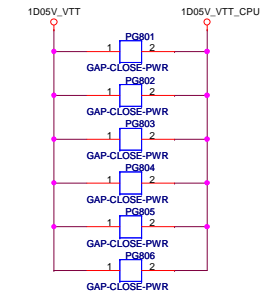 1D05V_VTT 1D05V_VTT_CPU
PG801
1 2
GAP-CLOSE-PWR
PG802
1 2
GAP-CLOSE-PWR
PG803
1 2
GAP-CLOSE-PWR
PG804
1 2
GAP-CLOSE-PWR
PG805
1 2
GAP-CLOSE-PWR
PG806
1 2
GAP-CLOSE-PWR